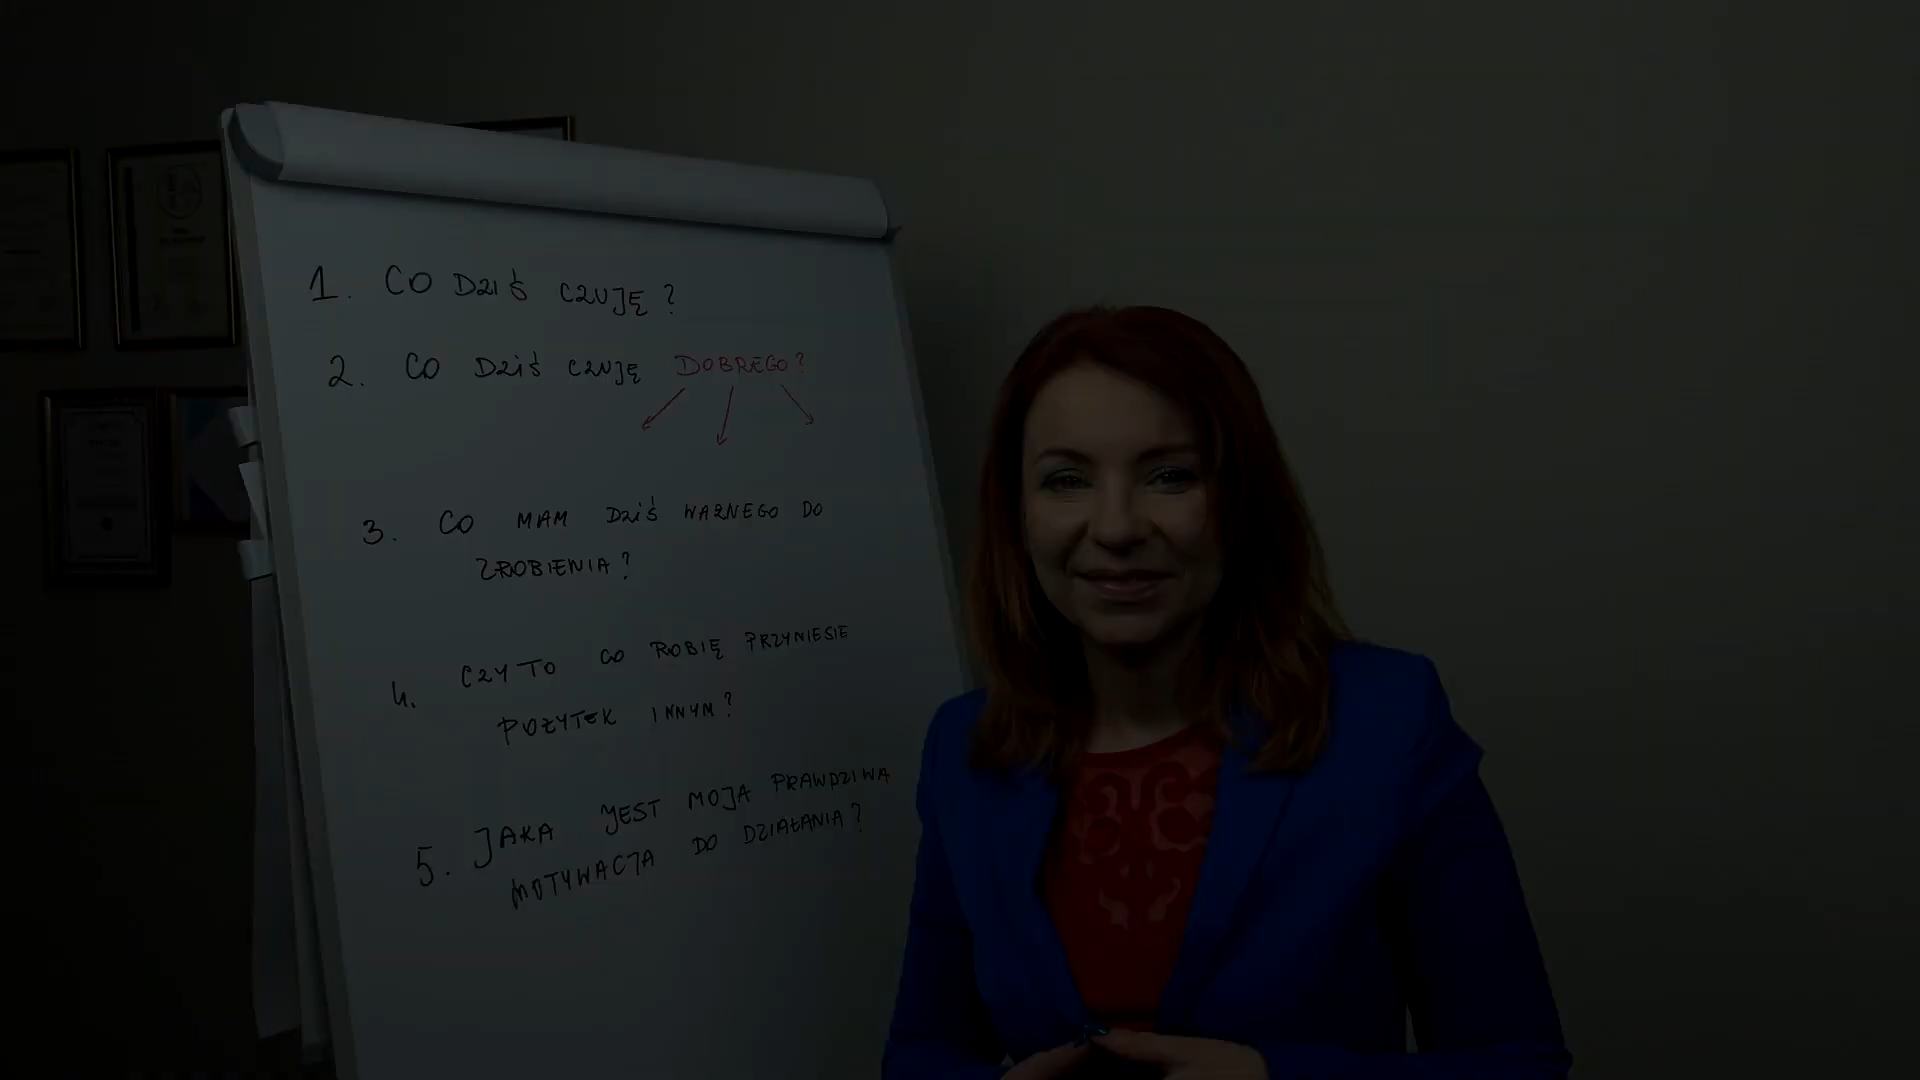 1. CO DZIŚ CZUJĘ?
2. CO DZIŚ CZUJĘ DOBREGO?
3. CO MAM DZIŚ WAŻNEGO DO
ZROBIENIA?
4. CZY TO CO ROBIĘ PRZYNIESIE
POŻYTEK INNYM?
5. JAKA JEST MOJA PRAWDZIWA
MOTYWACJA DO DZIAŁANIA?